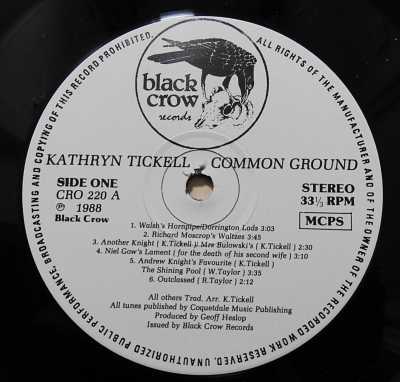 ALL RIGHTS OF THE MANUFACTURER AND OF THE OWNER OF THE RECORDED WORK RESERVED. UNAUTHORIZED PUBLIC PERFORMANCE, BROADCASTING AND COPYING OF THIS RECORD PROHIBITED.
black
crow
records
KATHRYN TICKELL - COMMON GROUND
SIDE ONE
CRO 220 A
℗ 1988
Black Crow
STEREO
33⅓ RPM
MCPS
1. Walsh's Hornpipe/Dorrington Lads 3:03
2. Richard Moscrop's Waltzes 3:45
3. Another Knight ( K.Tickell ) Mrs Bulowski's ( K.Tickell ) 2:30
4. Niel Gow's Lament ( for the death of his second wife ) 3:10
5. Andrew Knight's Favourite ( K.Tickell )
The Shining Pool ( W.Taylor ) 3:35
6. Outclassed ( R.Taylor ) 3:22
All others Trad. Arr. K.Tickell
All tunes published by Coquetdale Music Publishing
Produced by Geoff Heslop
Issued by Black Crow Records